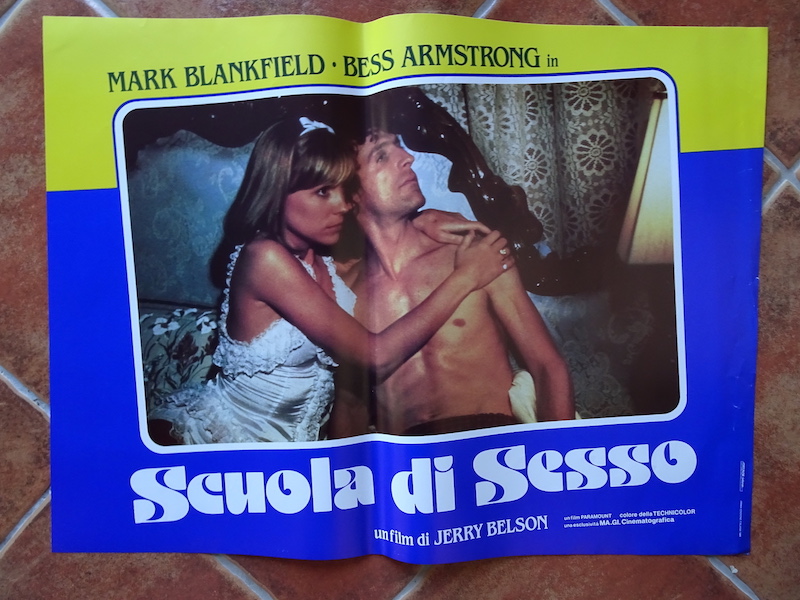 MARK BLANKFIELD · BESS ARMSTRONG in
Scuola di Sesso
un film di JERRY BELSON
un film PARAMOUNT colore della TECHNICOLOR
una esclusività MA.GI. Cinematografica